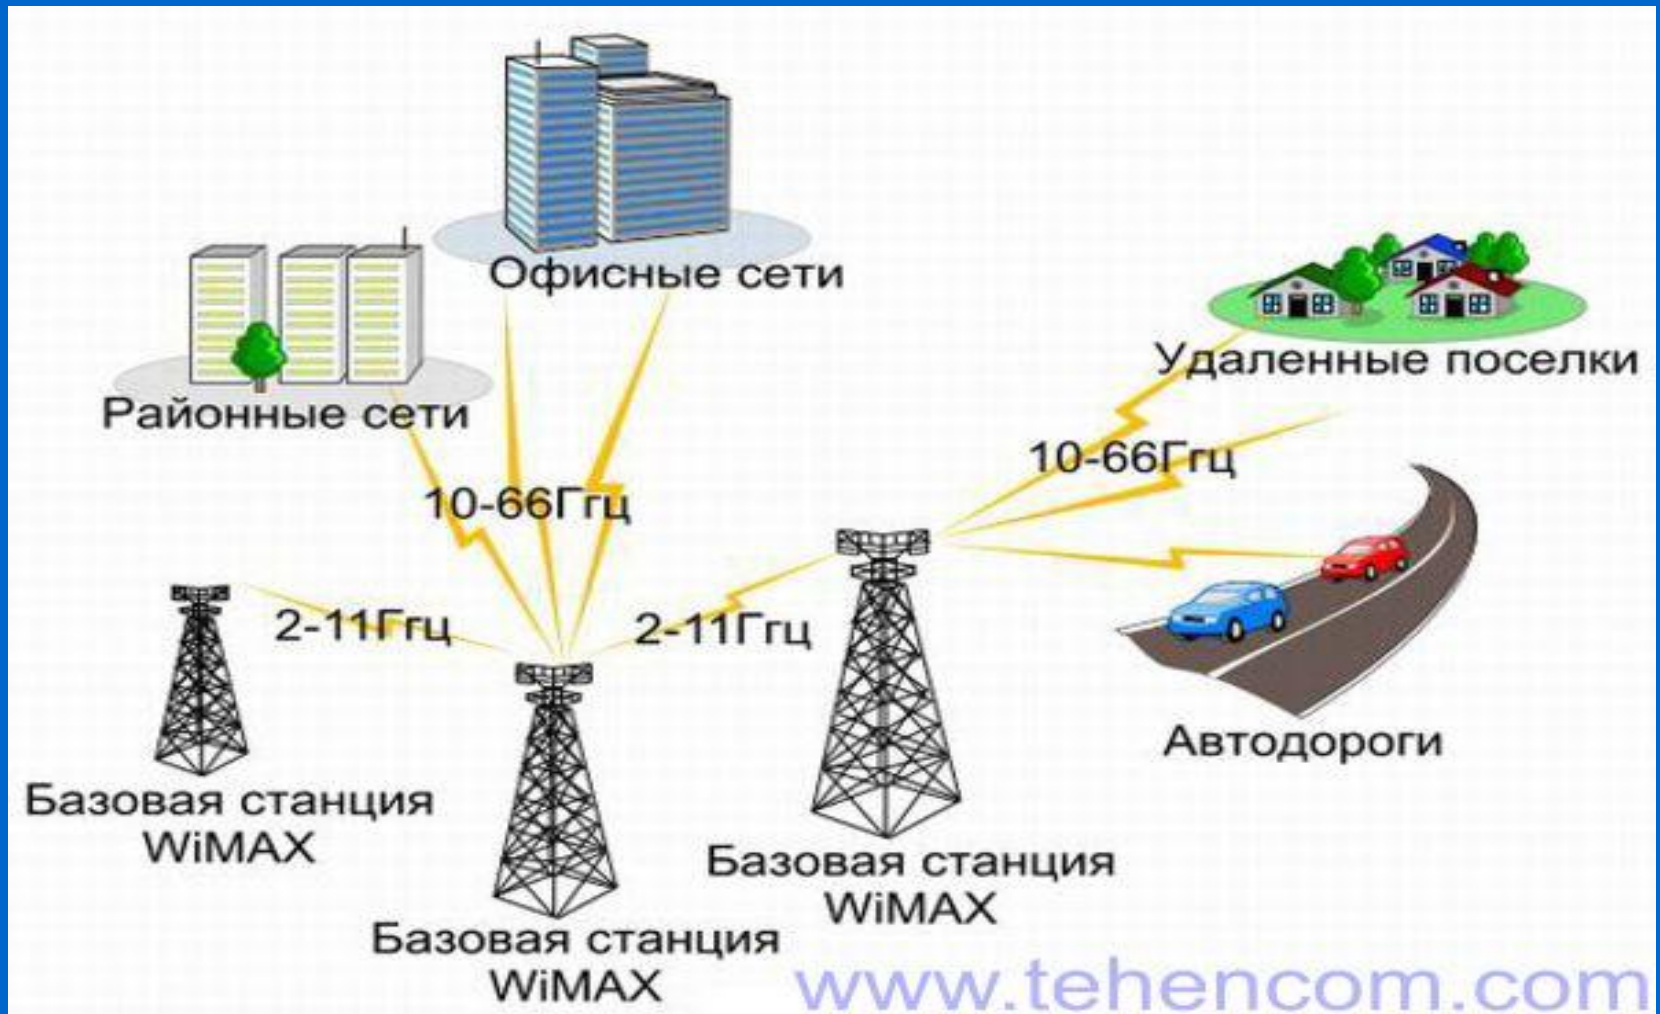 Офисные сети
Удаленные поселки
Районные сети
10-66Ггц
10-66Ггц
2-11Ггц
2-11Ггц
Автодороги
Базовая станция
WiMAX
Базовая станция
WiMAX
Базовая станция
WiMAX
www.tehencom.com